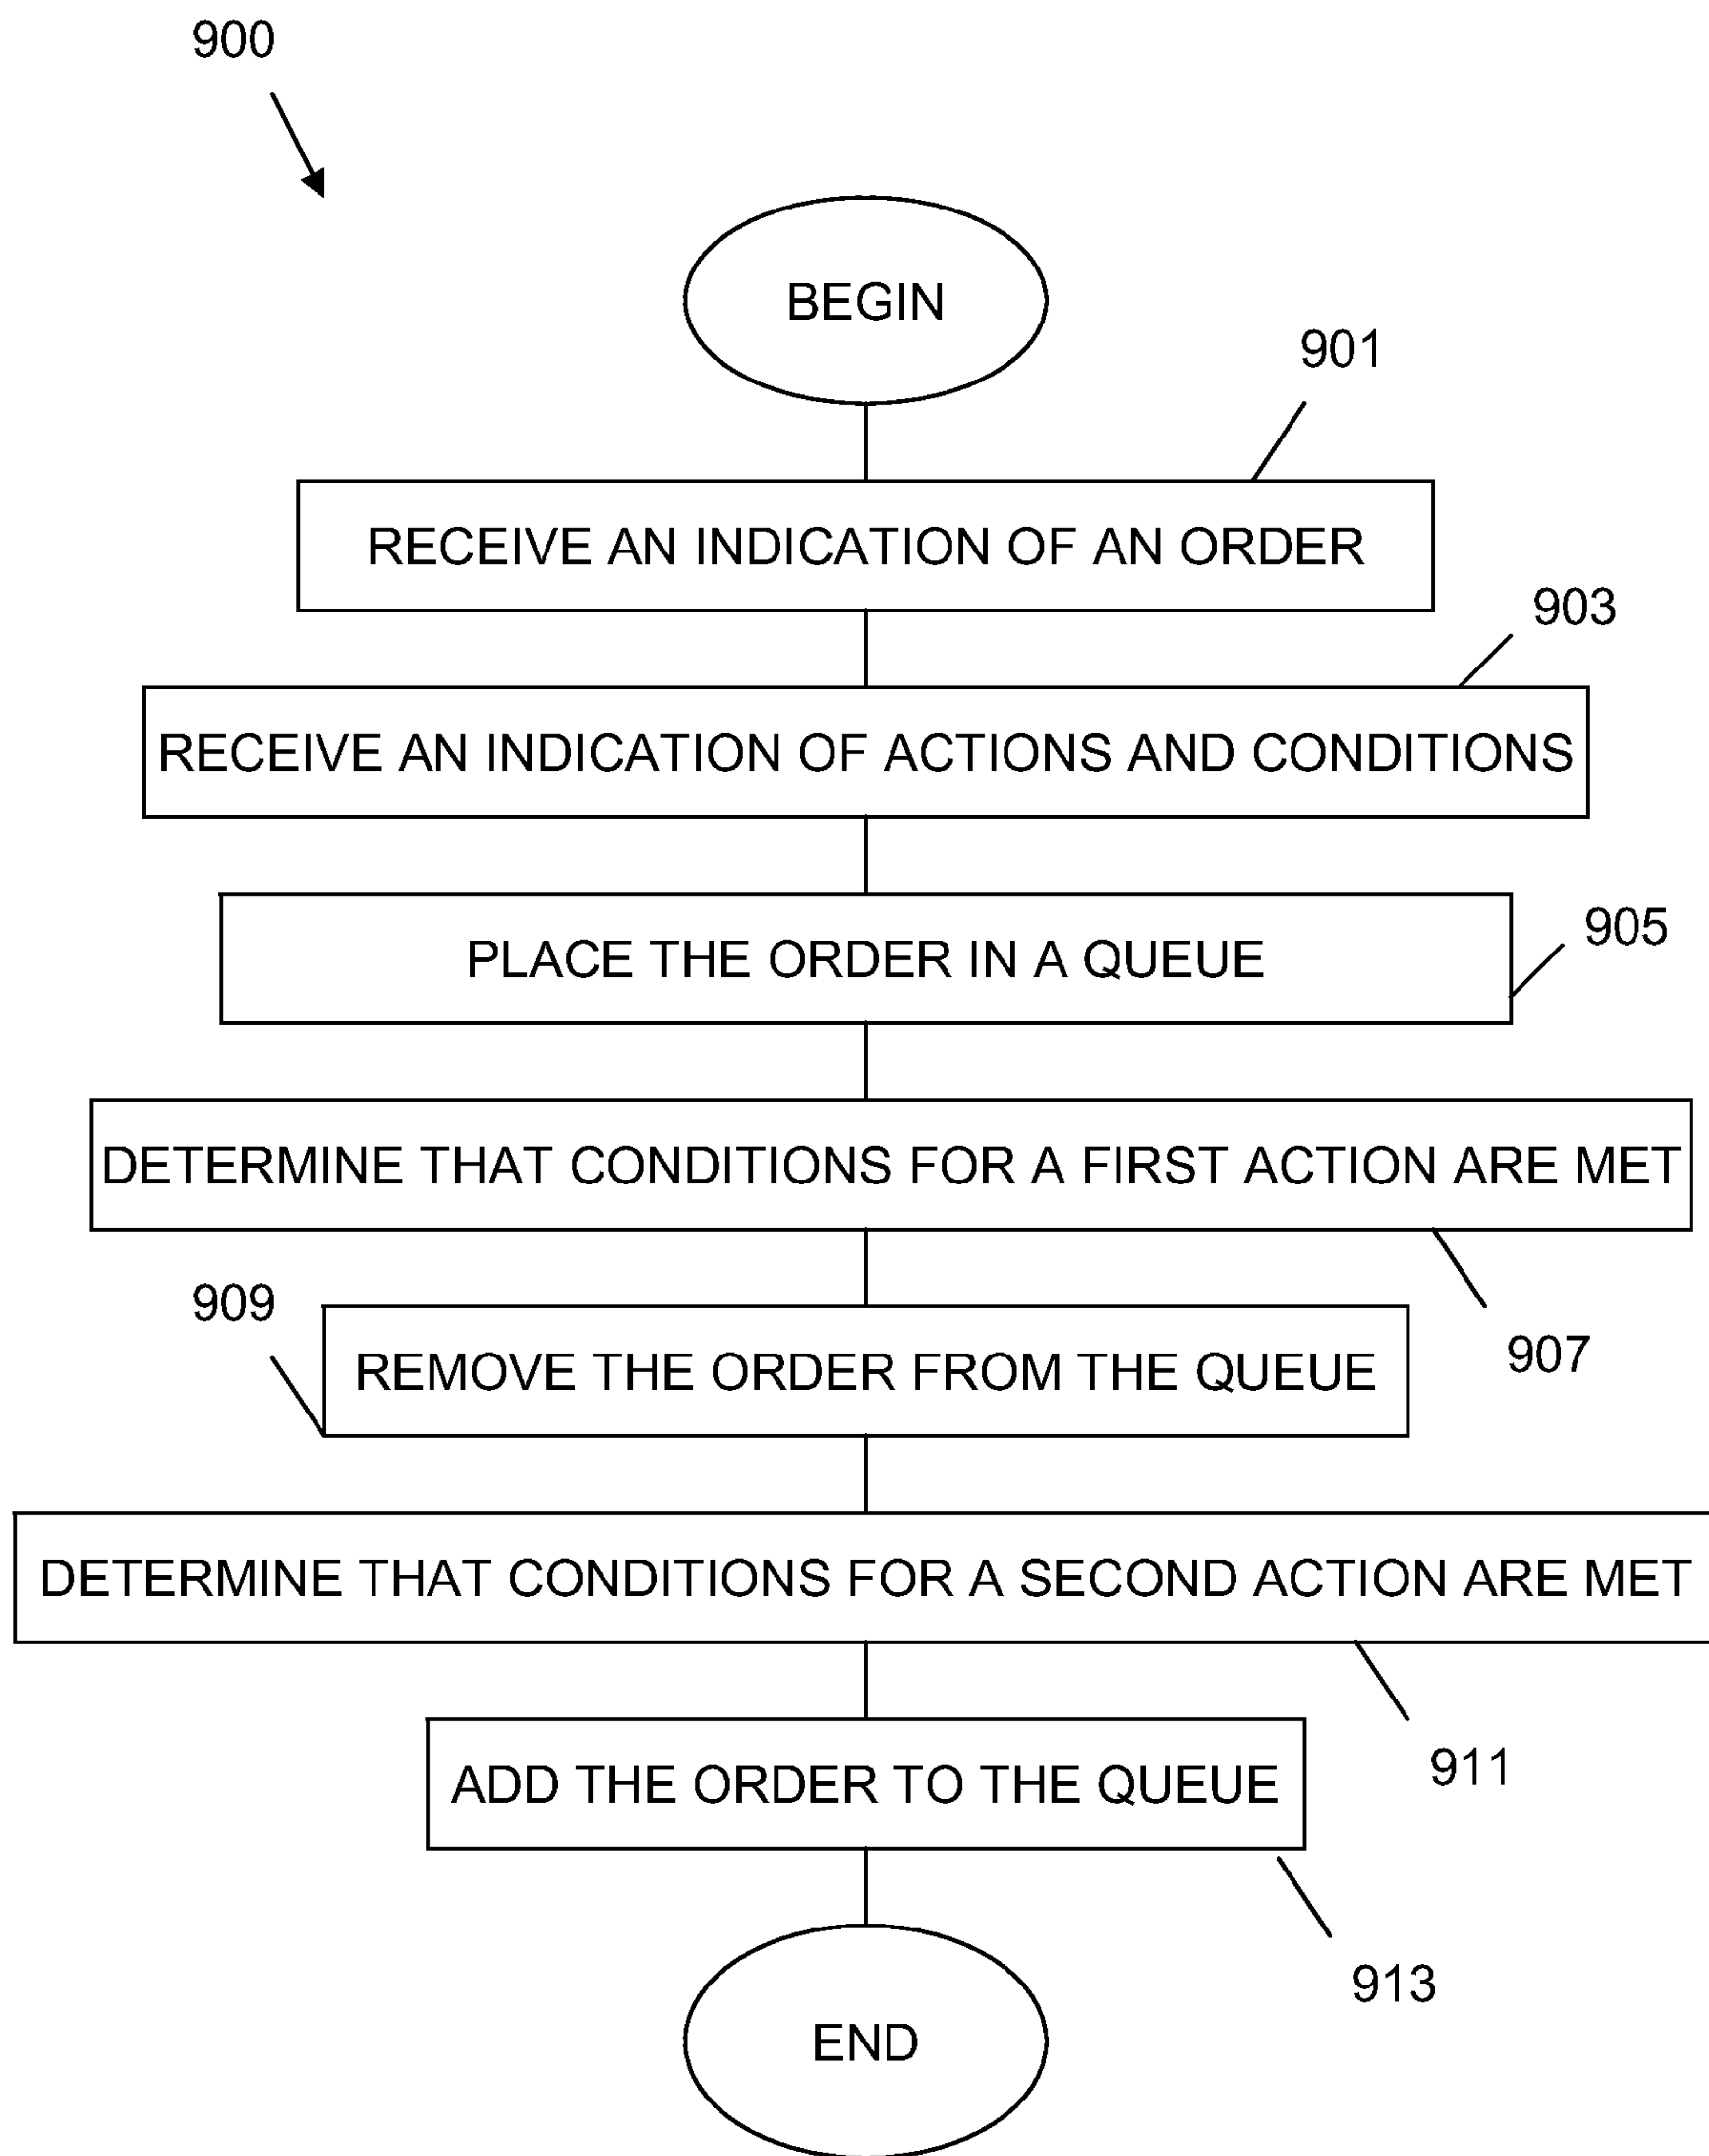 900
BEGIN
901
RECEIVE AN INDICATION OF AN ORDER
903
RECEIVE AN INDICATION OF ACTIONS AND CONDITIONS
905
PLACE THE ORDER IN A QUEUE
DETERMINE THAT CONDITIONS FOR A FIRST ACTION ARE MET
907
909
REMOVE THE ORDER FROM THE QUEUE
DETERMINE THAT CONDITIONS FOR A SECOND ACTION ARE MET
911
ADD THE ORDER TO THE QUEUE
913
END